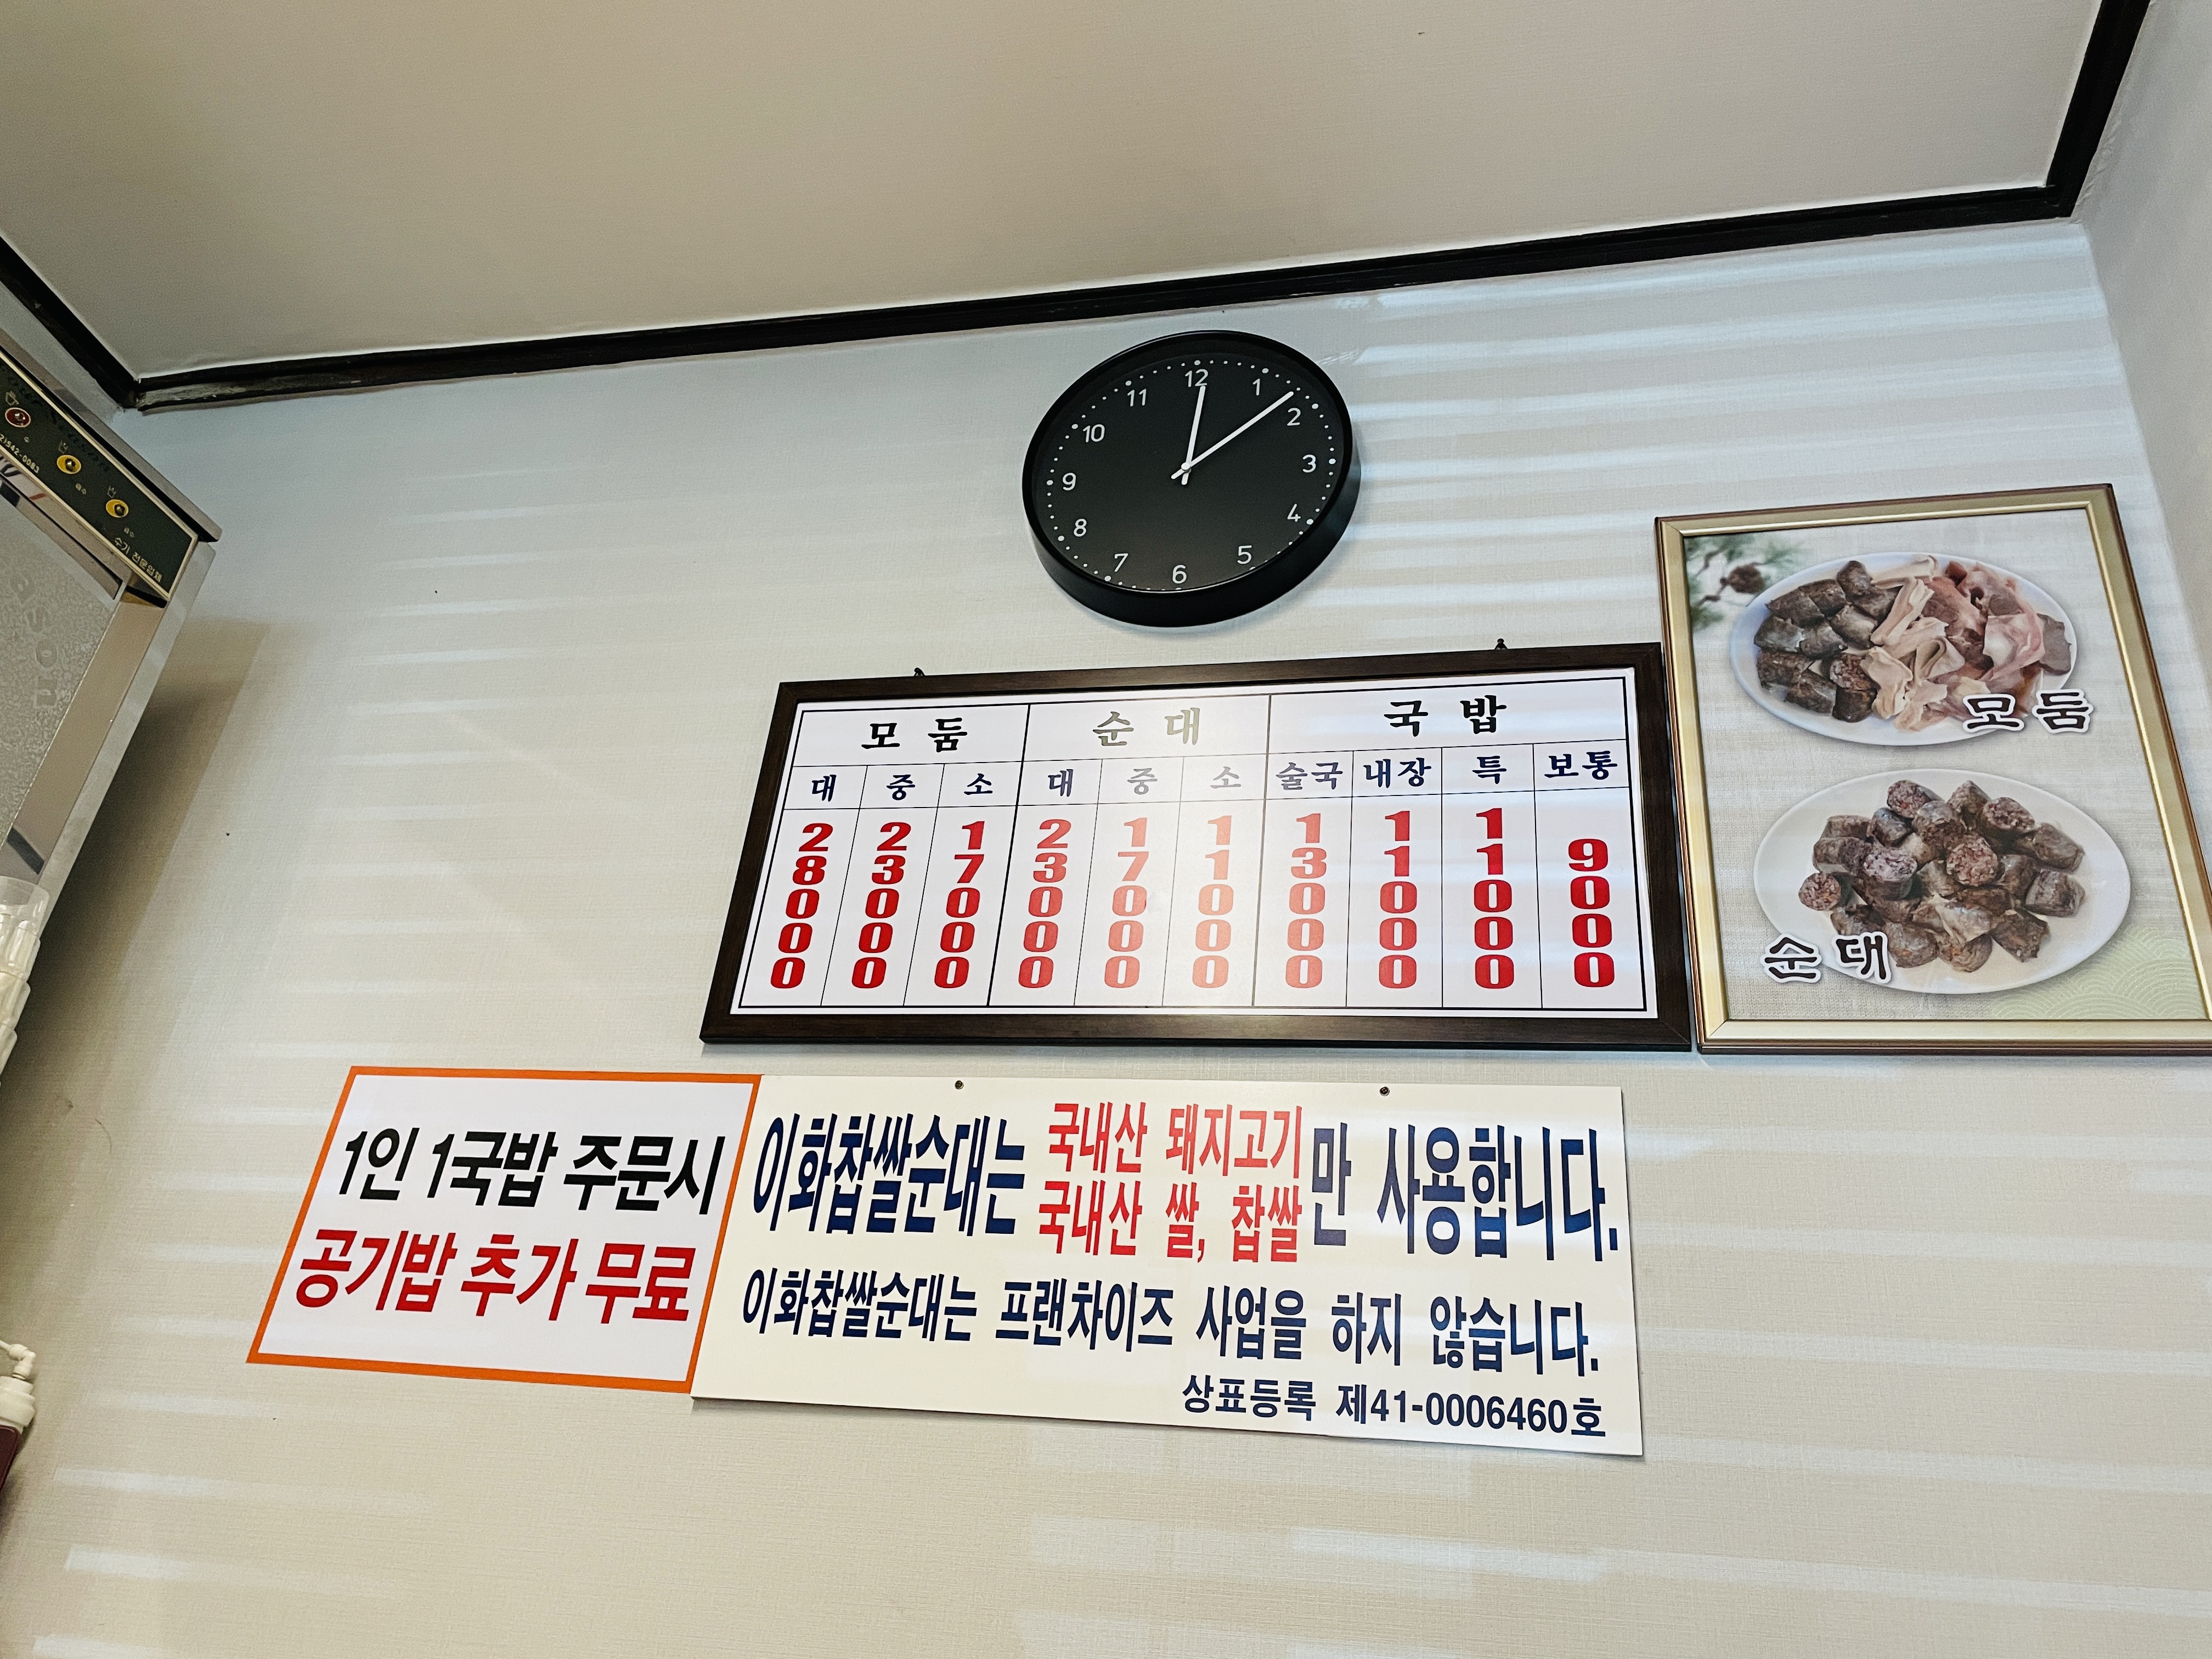 12
1
2
3
4
5
6
7
8
9
10
11
수기 전문업체
모둠 순대 국밥
대 중 소 대 중 소 술국 내장 특 보통
28000 23000 17000 23000 17000 11000 13000 11000 11000 9000
모둠
순대
1인 1국밥 주문시
공기밥 추가 무료
이화찹쌀순대는 국내산 돼지고기
국내산 쌀, 찹쌀 만 사용합니다.
이화찹쌀순대는 프랜차이즈 사업을 하지 않습니다.
상표등록 제41-0006460호